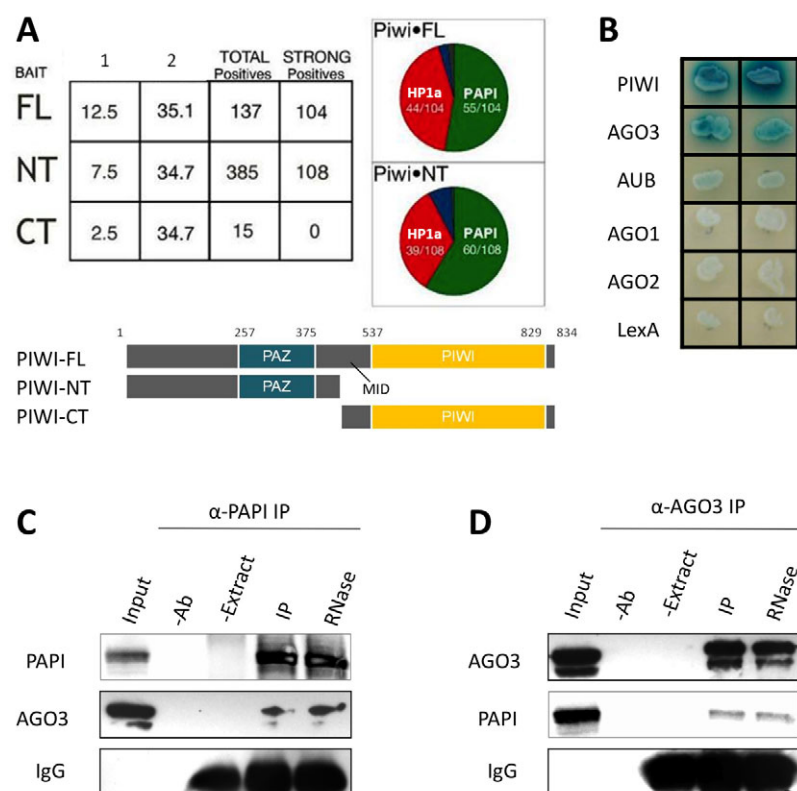 A
1 2 TOTAL STRONG
BAIT Positives Positives
FL 12.5 35.1 137 104
NT 7.5 34.7 385 108
CT 2.5 34.7 15 0
Piwi•FL
HP1a PAPI
44/104 55/104
Piwi•NT
HP1a PAPI
39/108 60/108
1 257 375 537 829 834
PIWI-FL PAZ PIWI
MID
PIWI-NT PAZ
PIWI-CT PIWI
B
PIWI
AGO3
AUB
AGO1
AGO2
LexA
C
α-PAPI IP
Input -Ab -Extract IP RNase
PAPI
AGO3
IgG
D
α-AGO3 IP
Input -Ab -Extract IP RNase
AGO3
PAPI
IgG